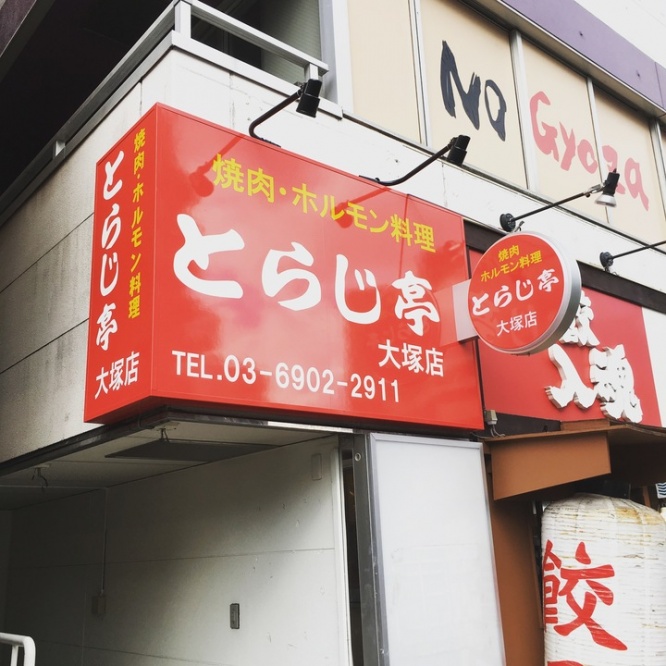 No Gyoza
焼肉・ホルモン料理
とらじ亭
大塚店
焼肉・ホルモン料理
とらじ亭
大塚店
TEL.03-6902-2911
焼肉
ホルモン料理
とらじ亭
大塚店
入魂
餃